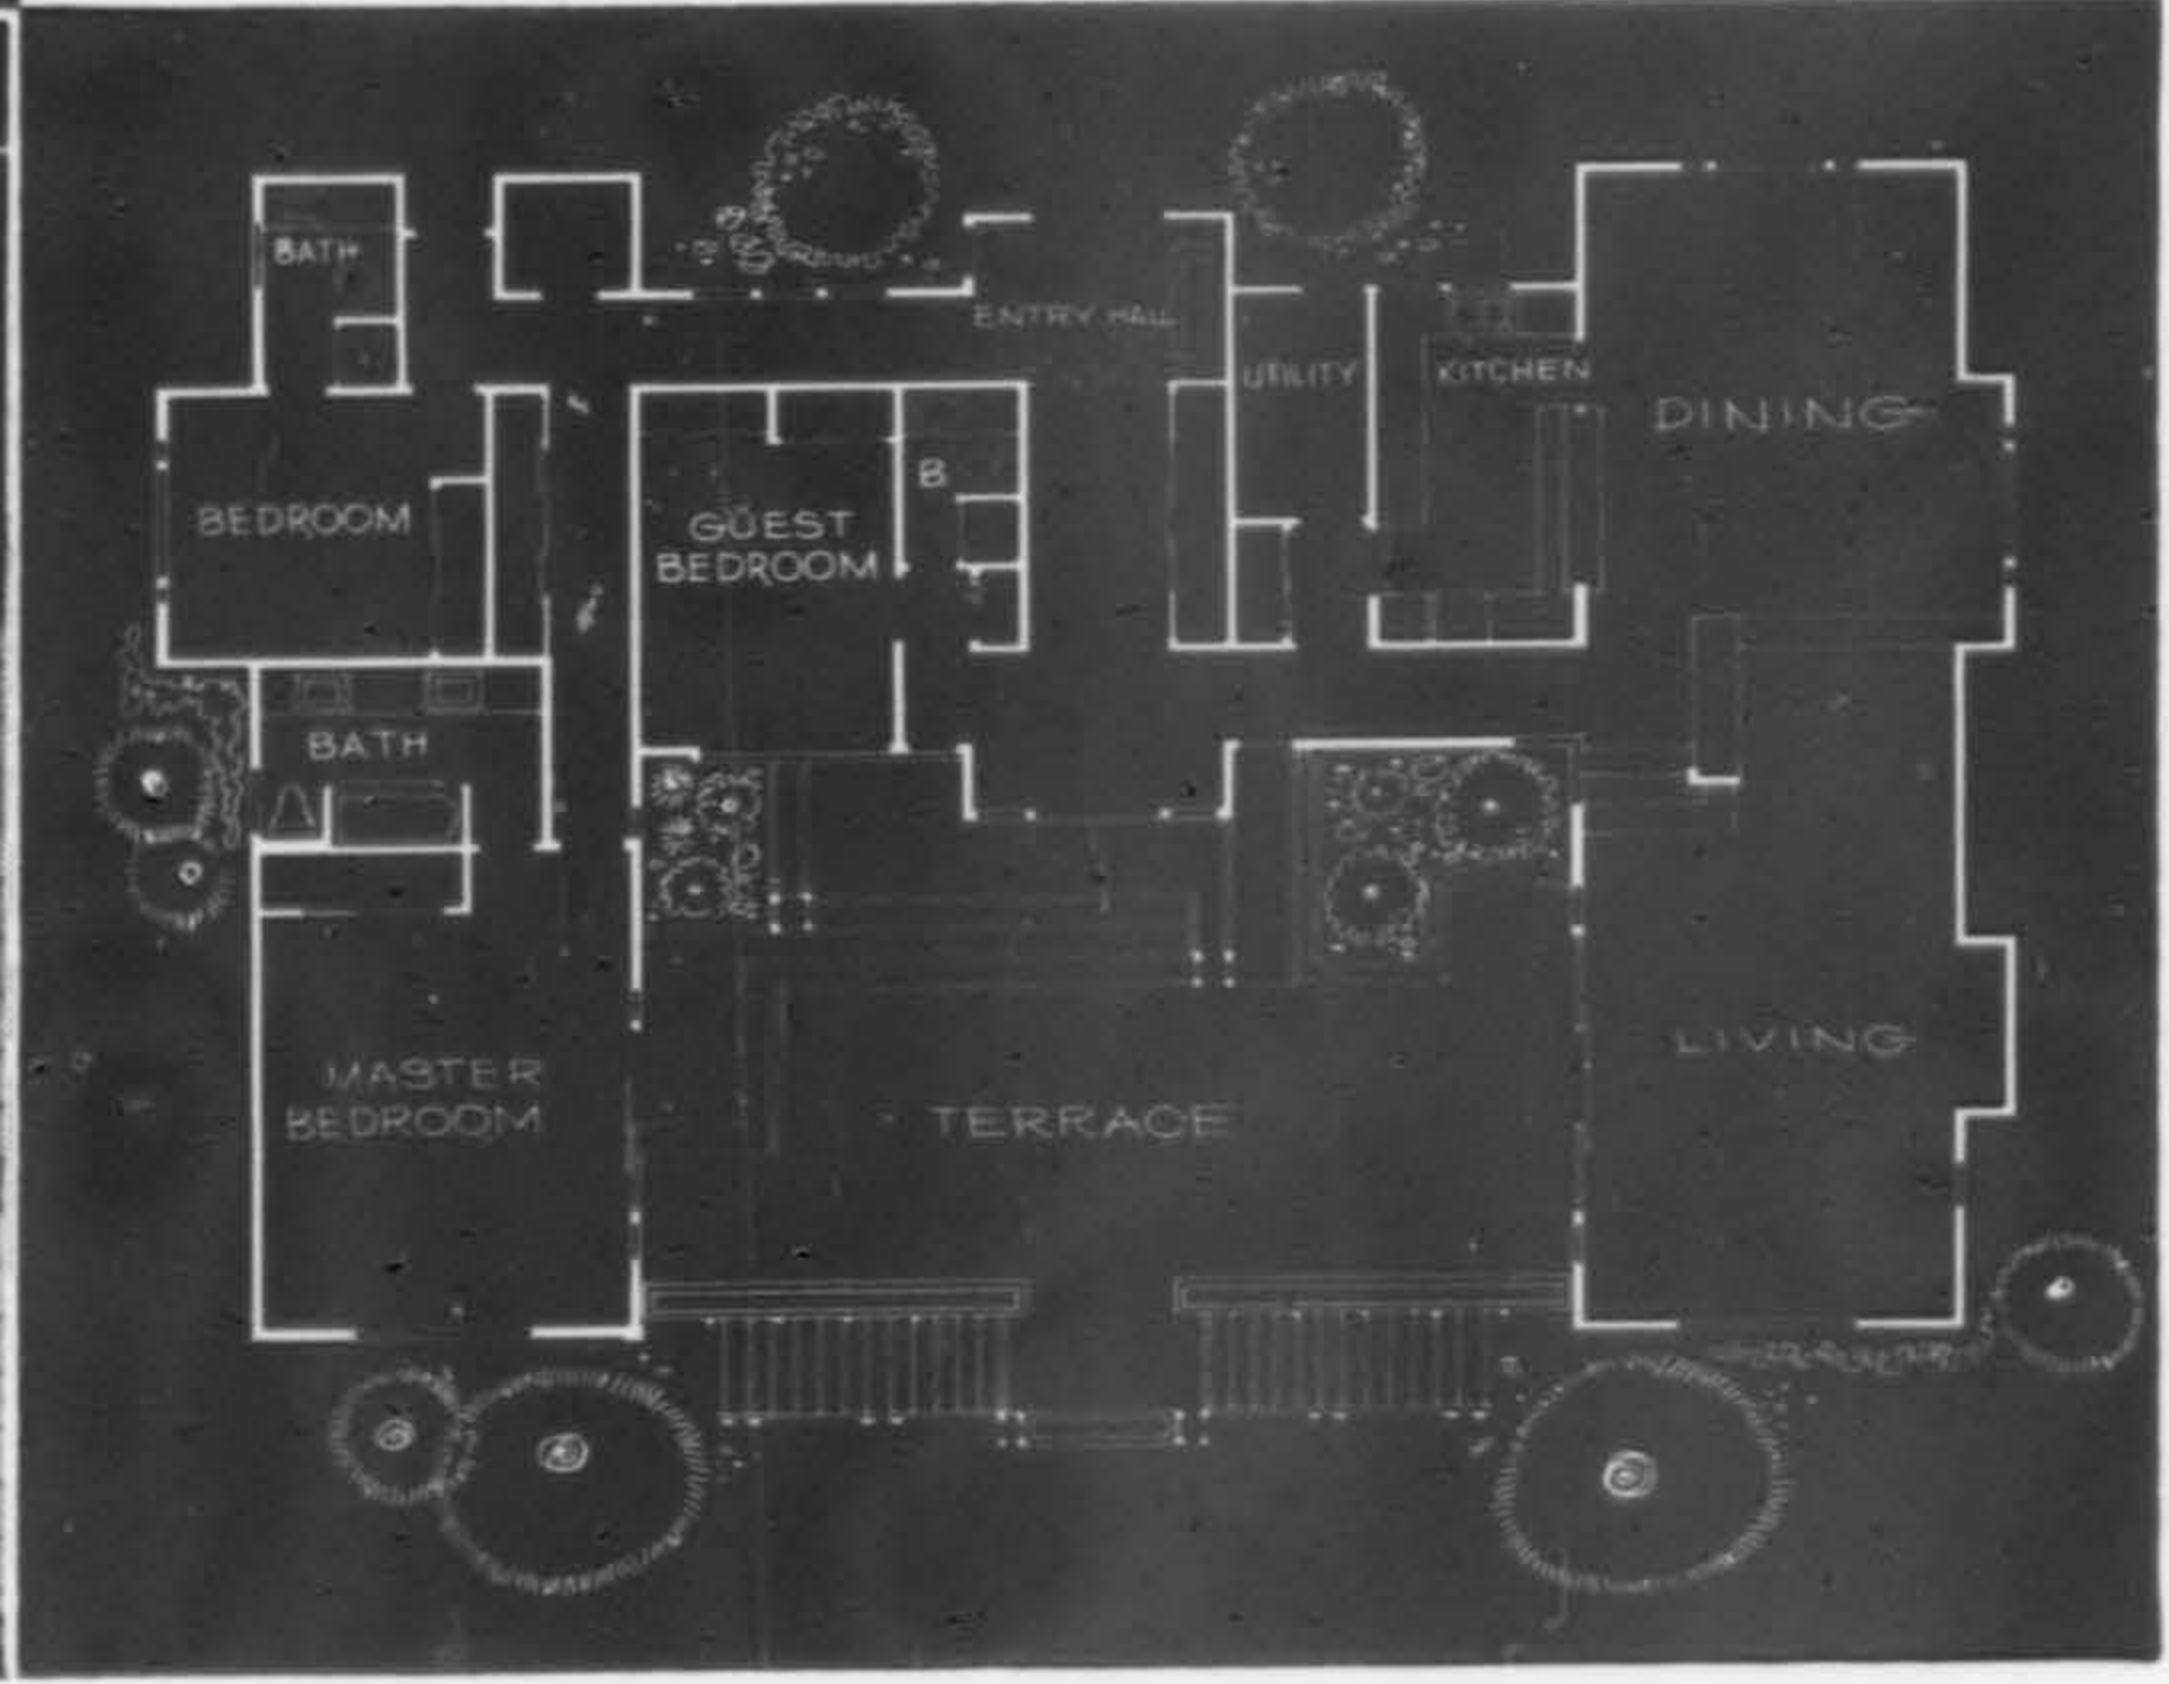 BATH
ENTRY HALL
UTILITY
KITCHEN
DINING
BEDROOM
GUEST
BEDROOM
B
BATH
MASTER
BEDROOM
TERRACE
LIVING